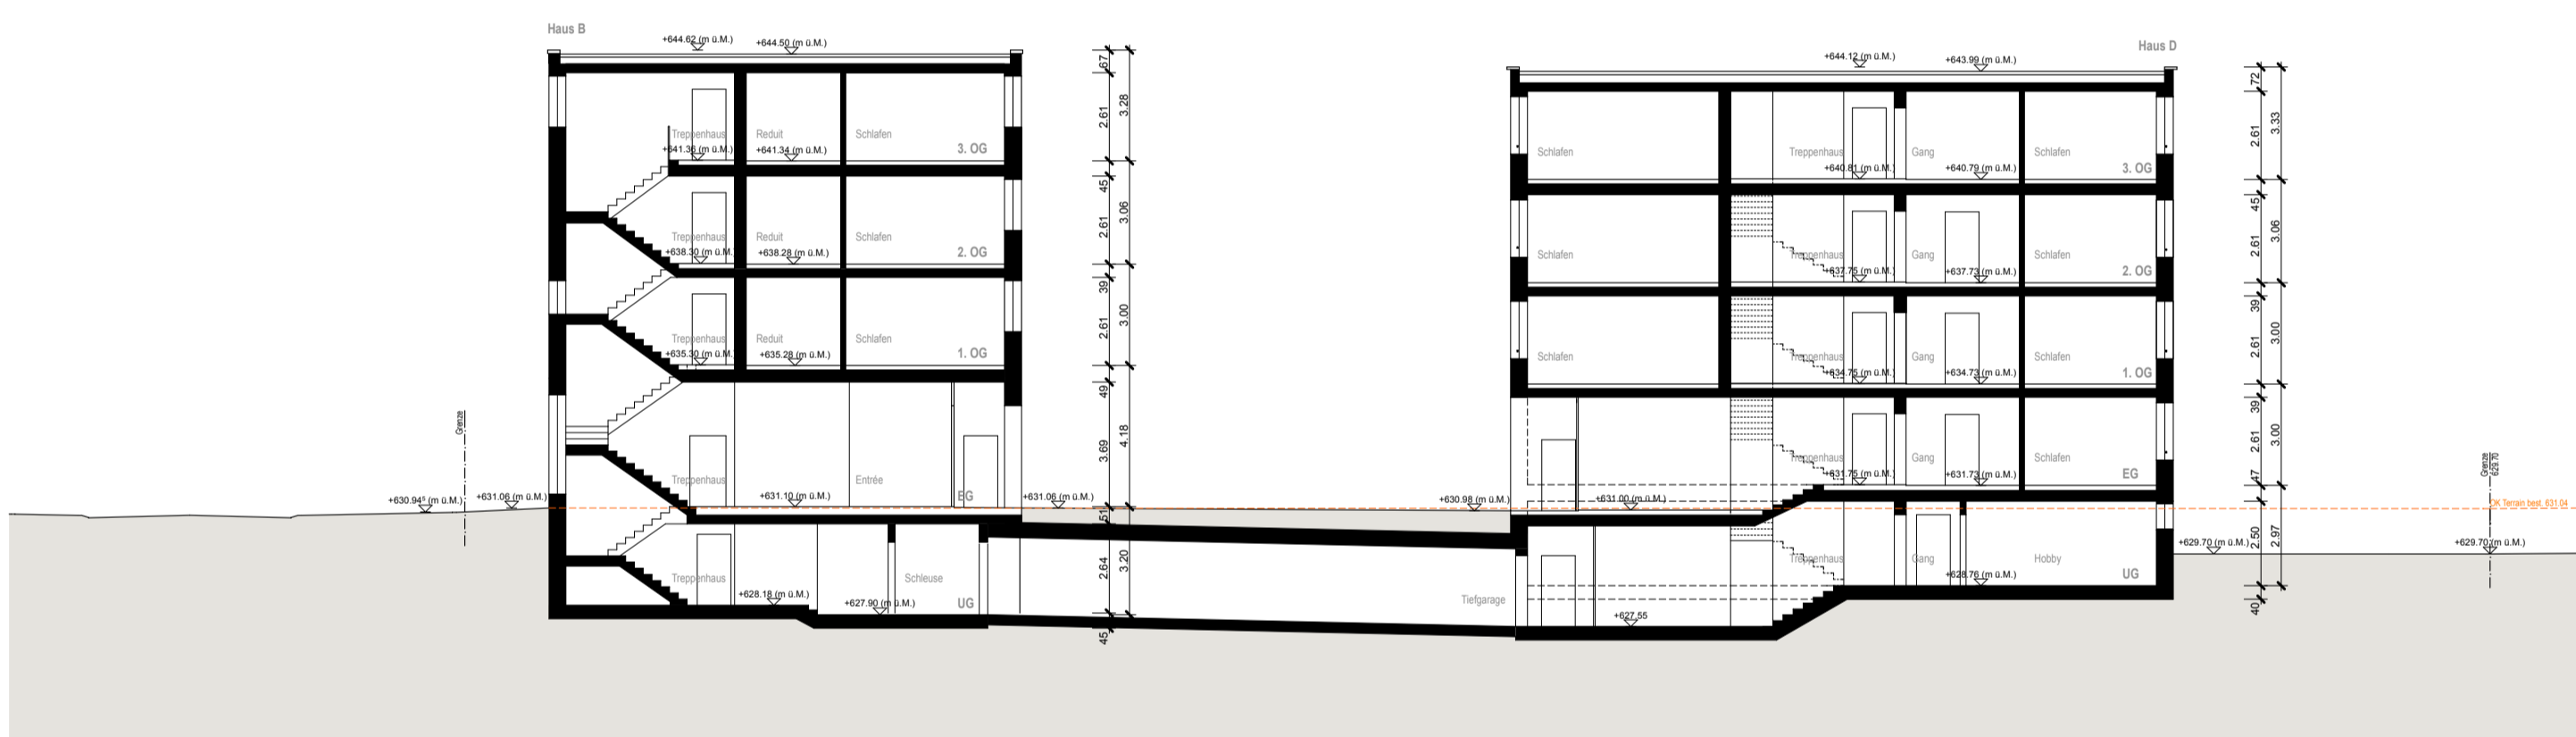 Haus B
+644.62 (m ü.M.)
+644.50 (m ü.M.)
Treppenhaus
Reduit
Schlafen
3. OG
+641.36 (m ü.M.)
+641.34 (m ü.M.)
Treppenhaus
Reduit
Schlafen
2. OG
+638.30 (m ü.M.)
+638.28 (m ü.M.)
Treppenhaus
Reduit
Schlafen
1. OG
+635.30 (m ü.M.)
+635.28 (m ü.M.)
Treppenhaus
Entrée
EG
+631.10 (m ü.M.)
Grenze
+630.94⁵ (m ü.M.)
+631.06 (m ü.M.)
+631.06 (m ü.M.)
Treppenhaus
Schleuse
UG
+628.18 (m ü.M.)
+627.90 (m ü.M.)
67
2.61
45
2.61
39
2.61
49
3.69
51
2.64
45
3.28
3.06
3.00
4.18
3.20
Haus D
+644.12 (m ü.M.)
+643.99 (m ü.M.)
Schlafen
Treppenhaus
Gang
Schlafen
3. OG
+640.81 (m ü.M.)
+640.79 (m ü.M.)
Schlafen
Treppenhaus
Gang
Schlafen
2. OG
+637.75 (m ü.M.)
+637.73 (m ü.M.)
Schlafen
Treppenhaus
Gang
Schlafen
1. OG
+634.75 (m ü.M.)
+634.73 (m ü.M.)
Treppenhaus
Gang
Schlafen
EG
+631.75 (m ü.M.)
+631.73 (m ü.M.)
+630.98 (m ü.M.)
+631.00 (m ü.M.)
Tiefgarage
Treppenhaus
Gang
Hobby
UG
+628.76 (m ü.M.)
+627.55
72
2.61
45
2.61
39
2.61
39
2.61
47
2.50
40
3.33
3.06
3.00
3.00
2.97
Grenze
629.70
OK Terrain best. 631.04
+629.70 (m ü.M.)
+629.70 (m ü.M.)